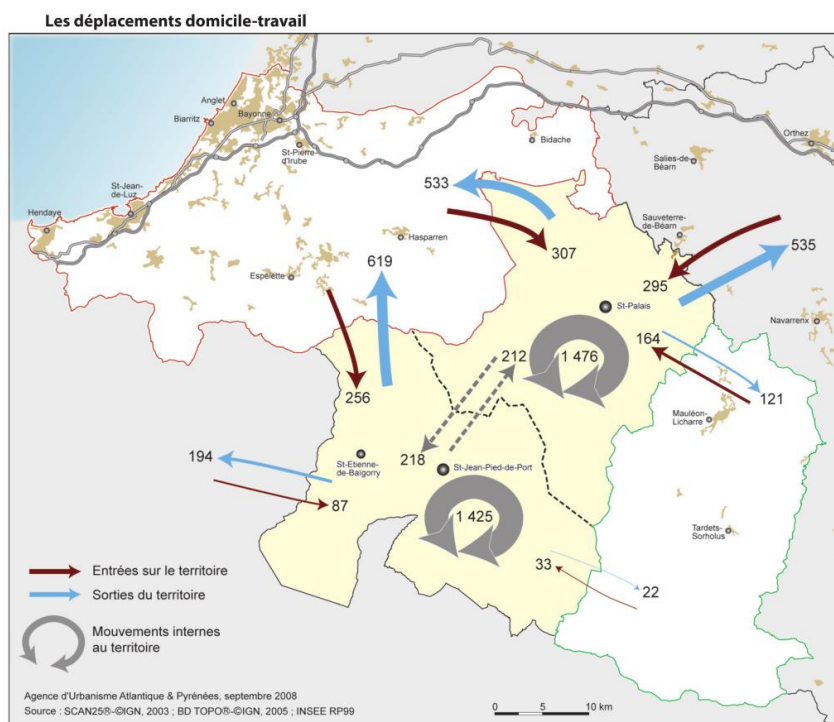 Les déplacements domicile-travail
Anglet
Biarritz
Bayonne
St-Pierre
d'Irube
St-Jean-
de-Luz
Hendaye
Bidache
Orthez
Salies-de-
Béarn
533
Hasparren
Sauveterre-
de-Béarn
535
307
619
Espelette
295
St-Palais
Navarrenx
164
212
1 476
256
121
Mauléon-
Licharre
194
St-Etienne-
de-Baïgorry
218
St-Jean-Pied-de-Port
87
1 425
Tardets-
Sorholus
33
22
Entrées sur le territoire
Sorties du territoire
Mouvements internes
au territoire
Agence d'Urbanisme Atlantique & Pyrénées, septembre 2008
Source : SCAN25®-©IGN, 2003 ; BD TOPO®-©IGN, 2005 ; INSEE RP99
0 5 10 km